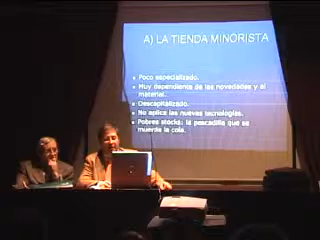 A) LA TIENDA MINORISTA
Poco especializado.
Muy dependiente de las novedades y el
material.
Descapitalizado.
No aplica las nuevas tecnologías.
Pobres stocks: la pescadilla que se
muerde la cola.